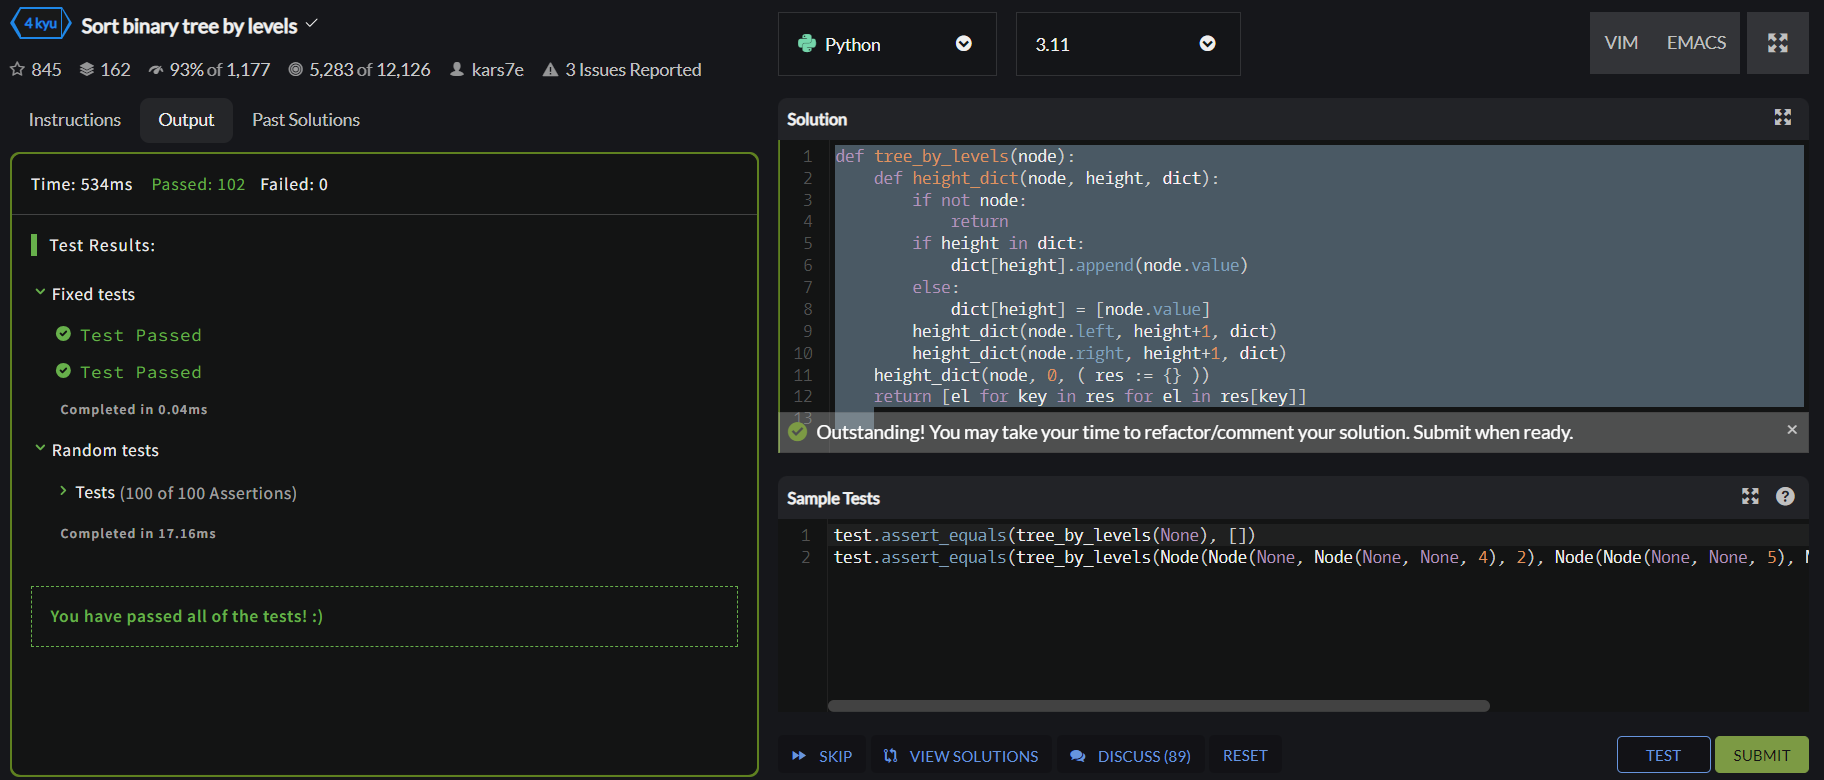 4 kyu Sort binary tree by levels
845 162 93% of 1,177 5,283 of 12,126 kars7e 3 Issues Reported
Instructions Output Past Solutions
Time: 534ms Passed: 102 Failed: 0
Test Results:
Fixed tests
Test Passed
Test Passed
Completed in 0.04ms
Random tests
Tests (100 of 100 Assertions)
Completed in 17.16ms
You have passed all of the tests! :)
Python 3.11 VIM EMACS
Solution
1 def tree_by_levels(node):
2     def height_dict(node, height, dict):
3         if not node:
4             return
5         if height in dict:
6             dict[height].append(node.value)
7         else:
8             dict[height] = [node.value]
9         height_dict(node.left, height+1, dict)
10         height_dict(node.right, height+1, dict)
11     height_dict(node, 0, ( res := {} ))
12     return [el for key in res for el in res[key]]
13
Outstanding! You may take your time to refactor/comment your solution. Submit when ready. ×
Sample Tests ?
1 test.assert_equals(tree_by_levels(None), [])
2 test.assert_equals(tree_by_levels(Node(Node(None, Node(None, None, 4), 2), Node(Node(None, None, 5),
SKIP VIEW SOLUTIONS DISCUSS (89) RESET TEST SUBMIT